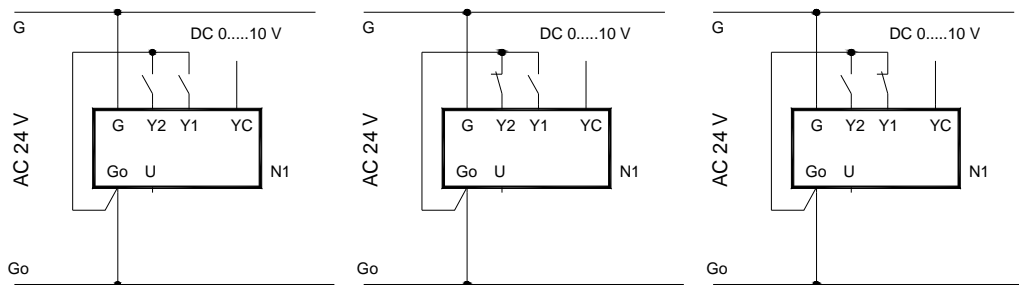 G
DC 0.....10 V
AC 24 V
G Y2 Y1 YC
Go U
N1
Go
G
DC 0.....10 V
AC 24 V
G Y2 Y1 YC
Go U
N1
Go
G
DC 0.....10 V
AC 24 V
G Y2 Y1 YC
Go U
N1
Go